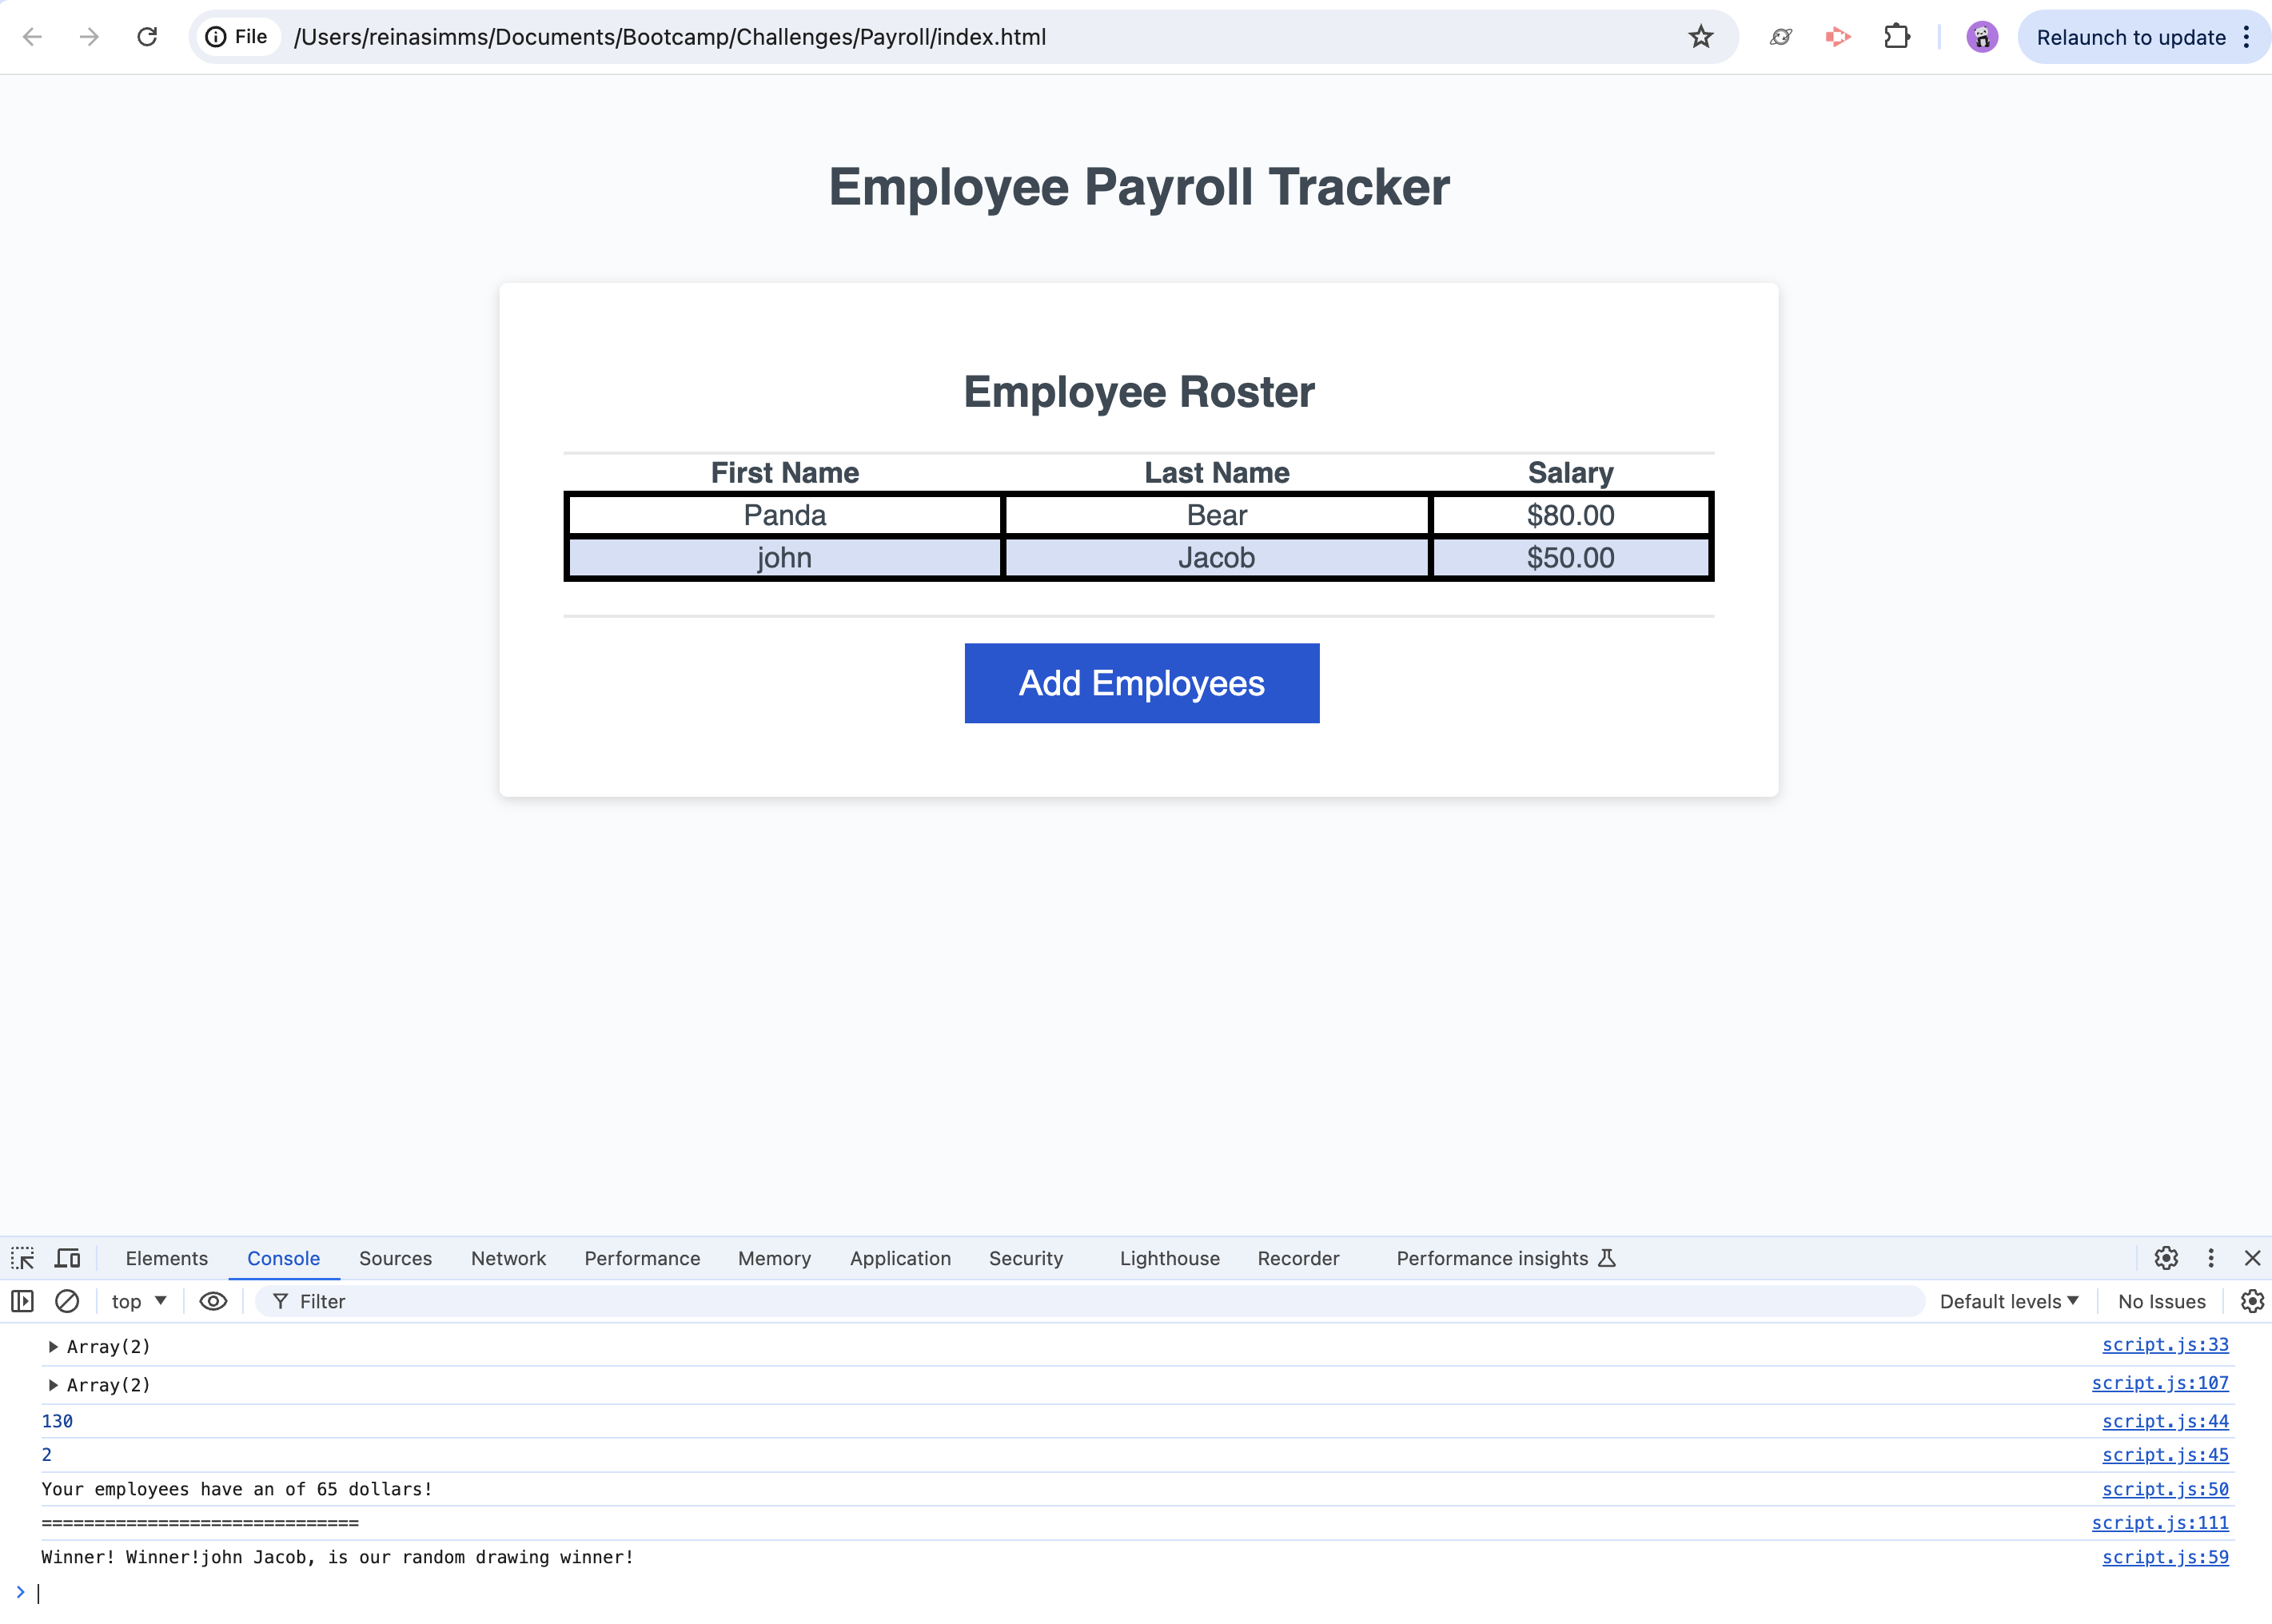 File /Users/reinasimms/Documents/Bootcamp/Challenges/Payroll/index.html Relaunch to update
Employee Payroll Tracker
Employee Roster
First Name Last Name Salary
Panda Bear $80.00
john Jacob $50.00
Add Employees
Elements Console Sources Network Performance Memory Application Security Lighthouse Recorder Performance insights
top Filter Default levels No Issues
Array(2) script.js:33
Array(2) script.js:107
130 script.js:44
2 script.js:45
Your employees have an of 65 dollars! script.js:50
============================== script.js:111
Winner! Winner!john Jacob, is our random drawing winner! script.js:59